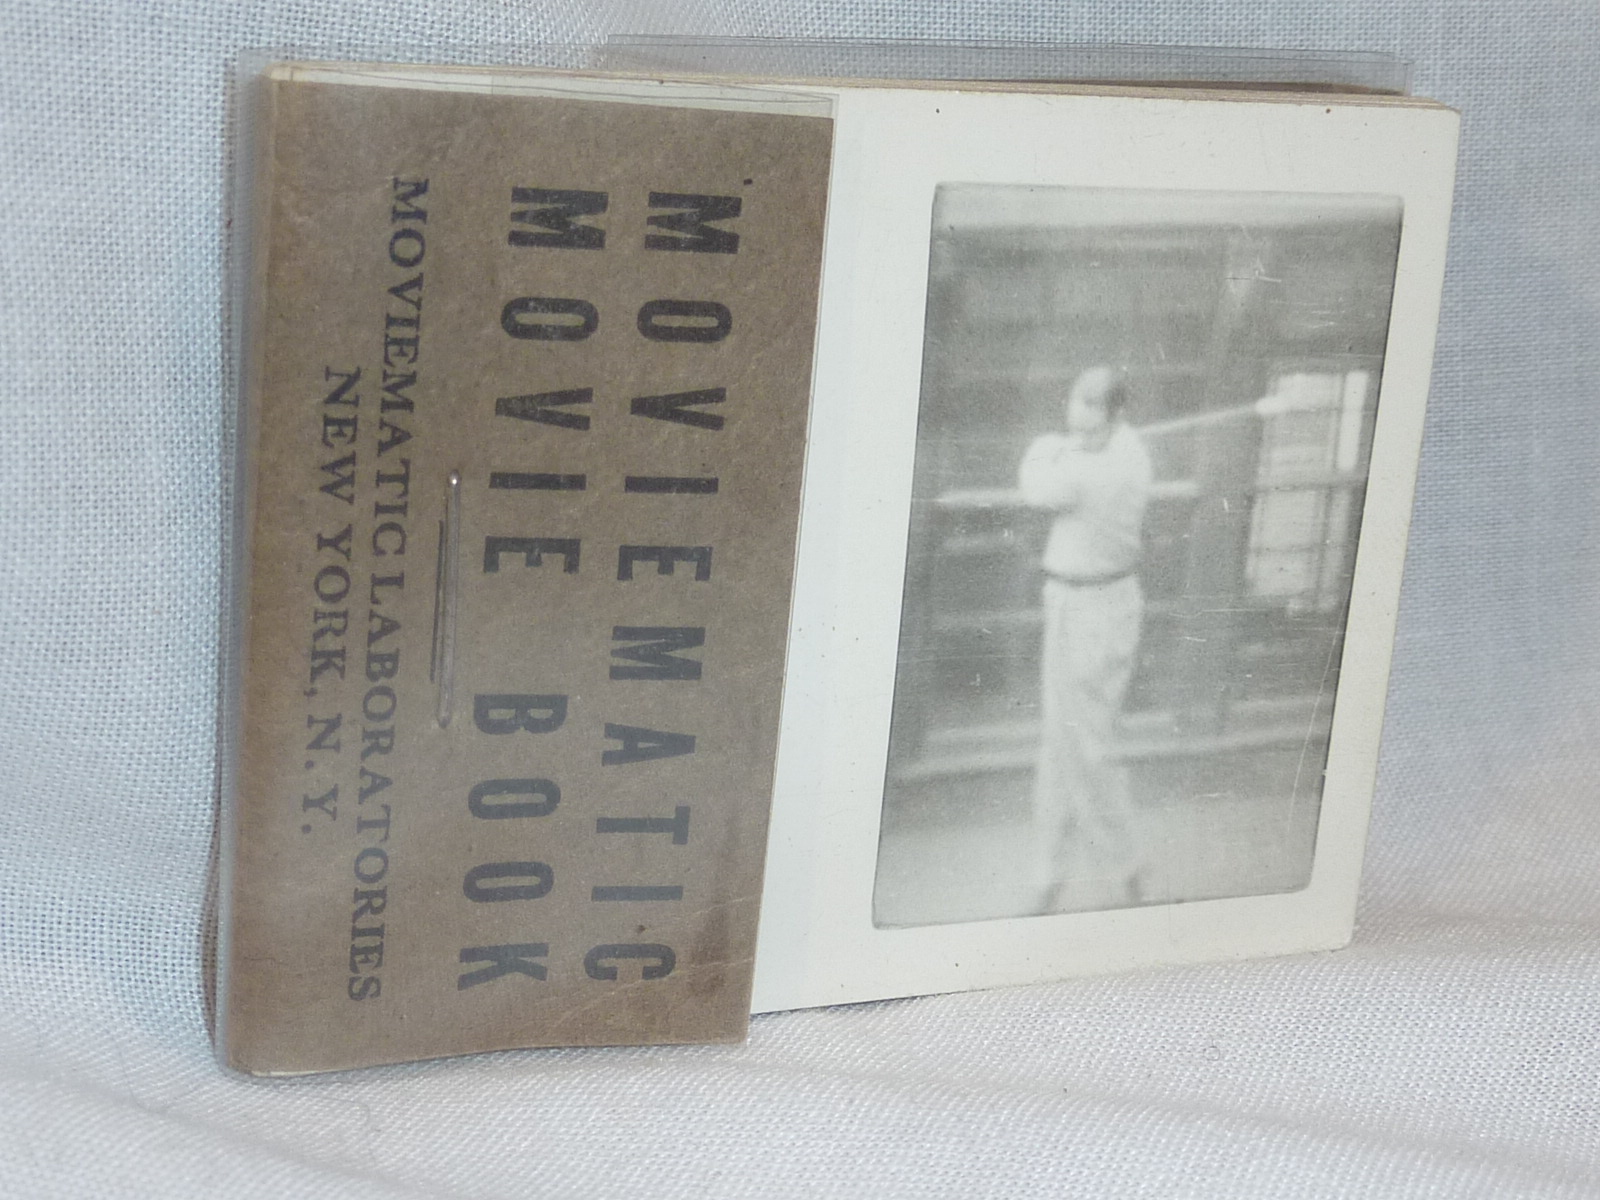 MOVIEMATIC
MOVIE BOOK
MOVIEMATIC LABORATORIES
NEW YORK, N. Y.